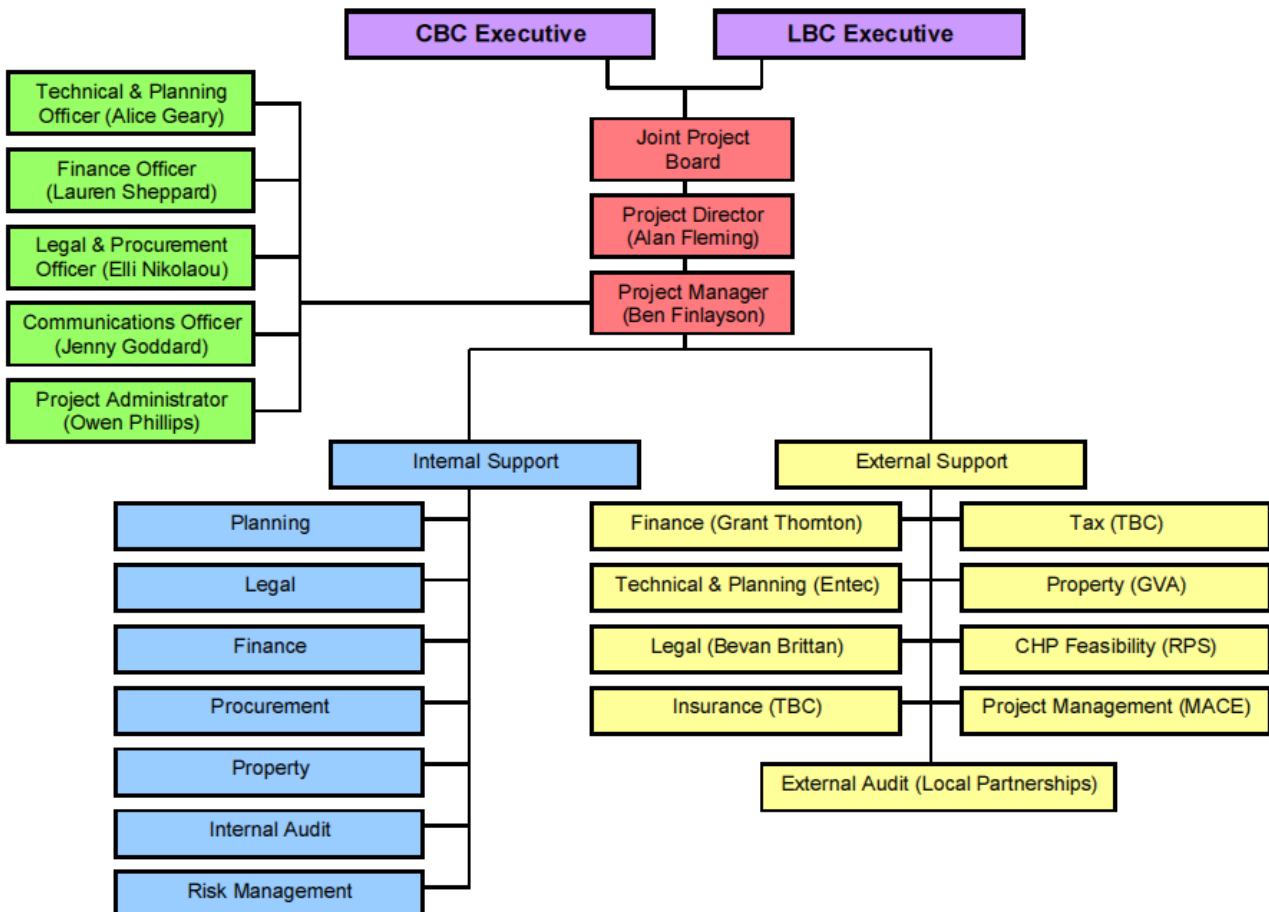 CBC Executive
LBC Executive
Technical & Planning
Officer (Alice Geary)
Finance Officer
(Lauren Sheppard)
Legal & Procurement
Officer (Elli Nikolaou)
Communications Officer
(Jenny Goddard)
Project Administrator
(Owen Phillips)
Joint Project
Board
Project Director
(Alan Fleming)
Project Manager
(Ben Finlayson)
Internal Support
Planning
Legal
Finance
Procurement
Property
Internal Audit
Risk Management
External Support
Finance (Grant Thornton)
Tax (TBC)
Technical & Planning (Entec)
Property (GVA)
Legal (Bevan Brittan)
CHP Feasibility (RPS)
Insurance (TBC)
Project Management (MACE)
External Audit (Local Partnerships)